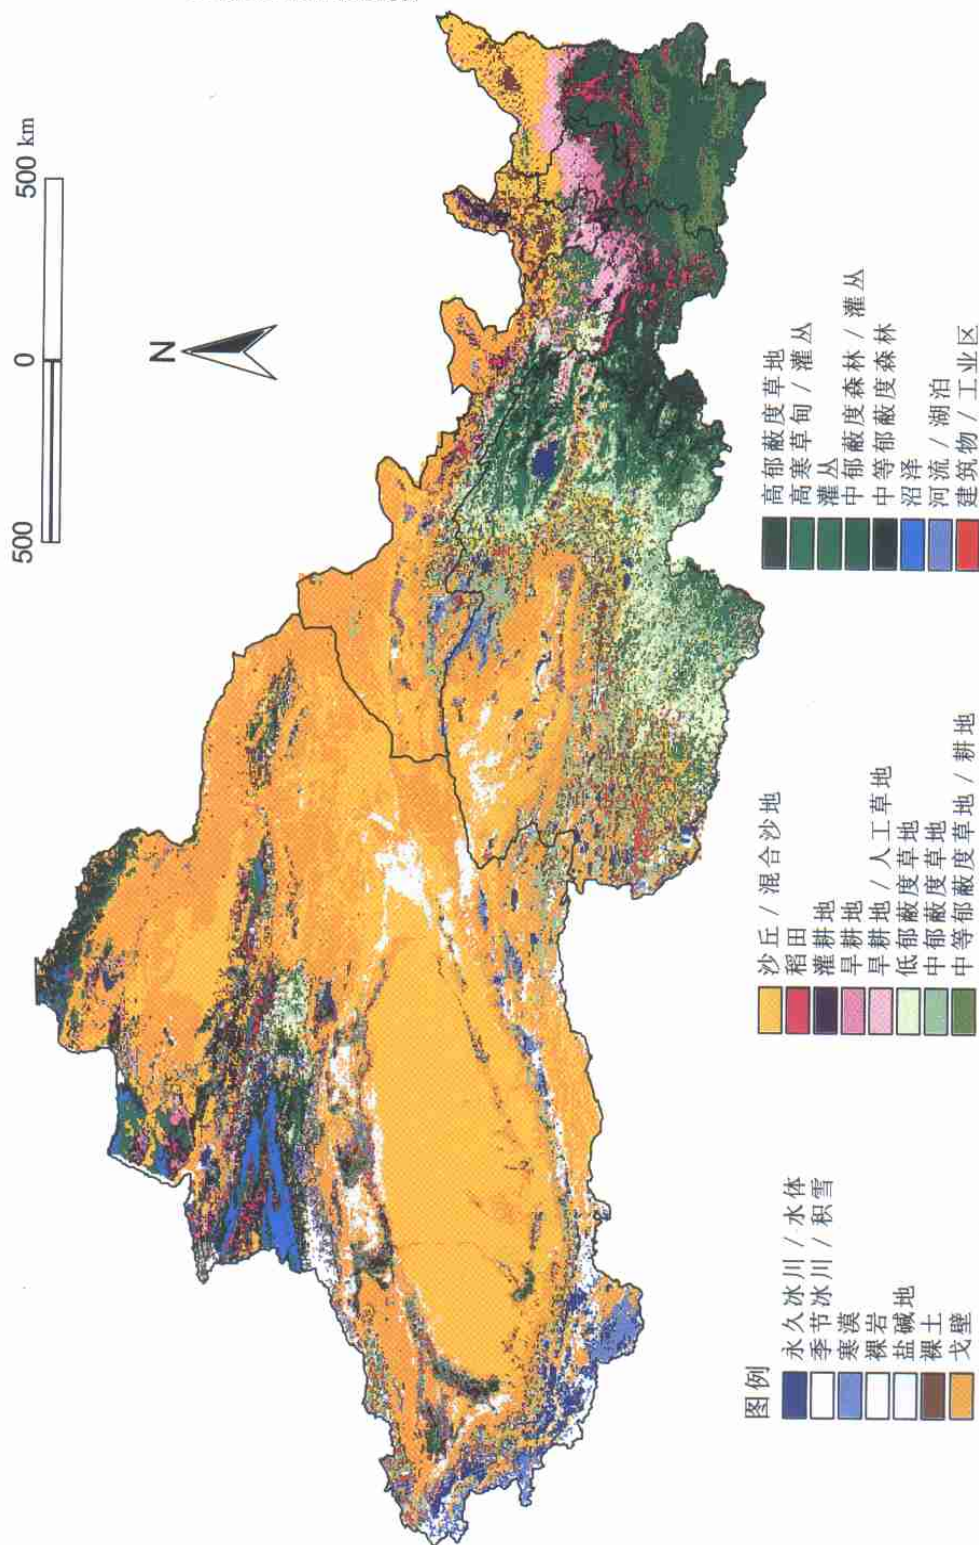 500 0 500 km
N
图例
永久冰川 / 水体
季节冰川 / 积雪
寒漠
裸岩
盐碱地
裸土
戈壁
沙丘 / 混合沙地
稻田
灌耕地
旱耕地
旱耕地 / 人工草地
低郁蔽度草地
中郁蔽度草地
中等郁蔽度草地 / 耕地
高郁蔽度草地
高寒草甸 / 灌丛
灌丛
中郁蔽度森林 / 灌丛
中等郁蔽度森林
沼泽
河流 / 湖泊
建筑物 / 工业区